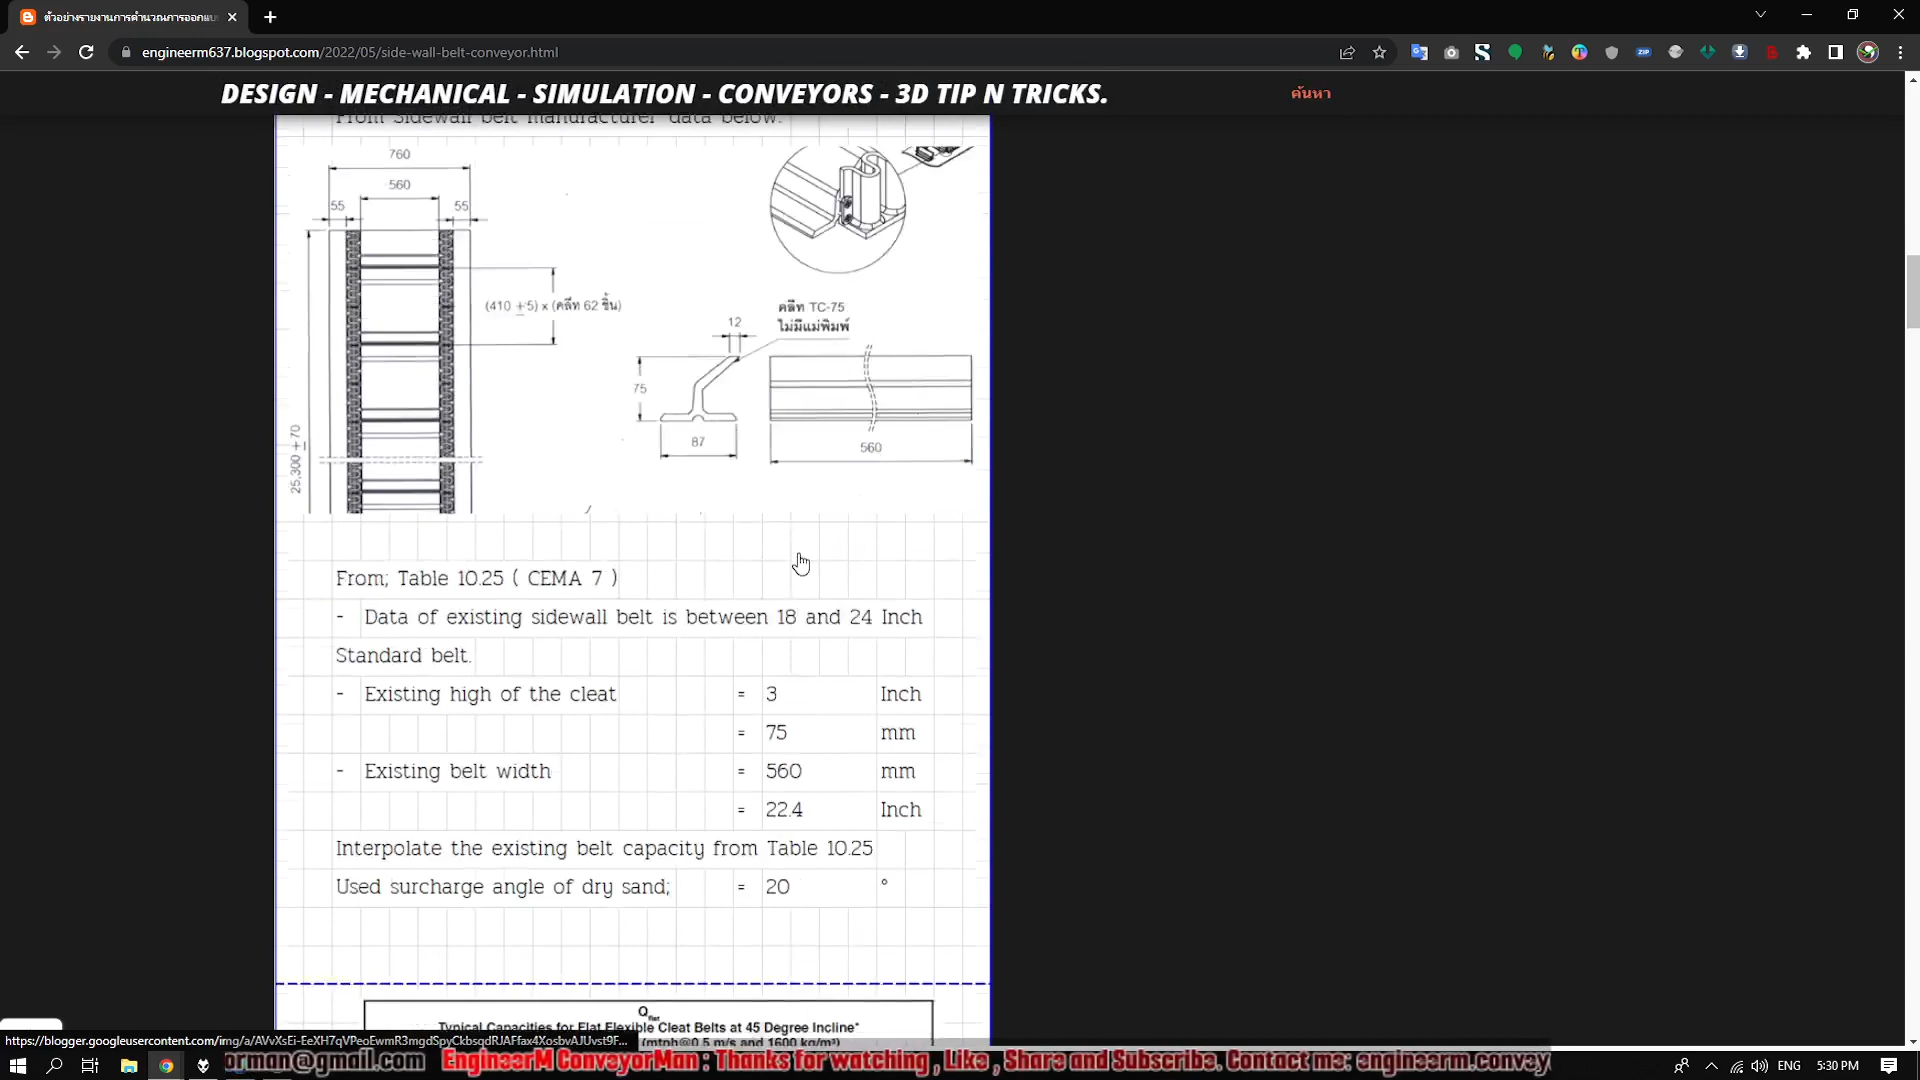 ตัวอย่างรายงานการคำนวณการออกแบ
engineerm637.blogspot.com/2022/05/side-wall-belt-conveyor.html
DESIGN - MECHANICAL - SIMULATION - CONVEYORS - 3D TIP N TRICKS.
ค้นหา
From Sidewall belt manufacturer data below.
760
560
55
55
(410 ± 5) x (คลีท 62 ชิ้น)
25,300 ± 70
คลีท TC-75
ไม่มีแม่พิมพ์
12
75
87
560
From; Table 10.25 ( CEMA 7 )
- Data of existing sidewall belt is between 18 and 24 Inch
Standard belt.
- Existing high of the cleat = 3 Inch
= 75 mm
- Existing belt width = 560 mm
= 22.4 Inch
Interpolate the existing belt capacity from Table 10.25
Used surcharge angle of dry sand; = 20 °
Q flat
Typical Capacities for Flat Flexible Cleat Belts at 45 Degree Incline*
(mtph@0.5 m/s and 1600 kg/m³)
orman@gmail.com EngineerM ConveyorMan : Thanks for watching , Like , Share and Subscribe. Contact me: engineerm.convey
ENG
5:30 PM